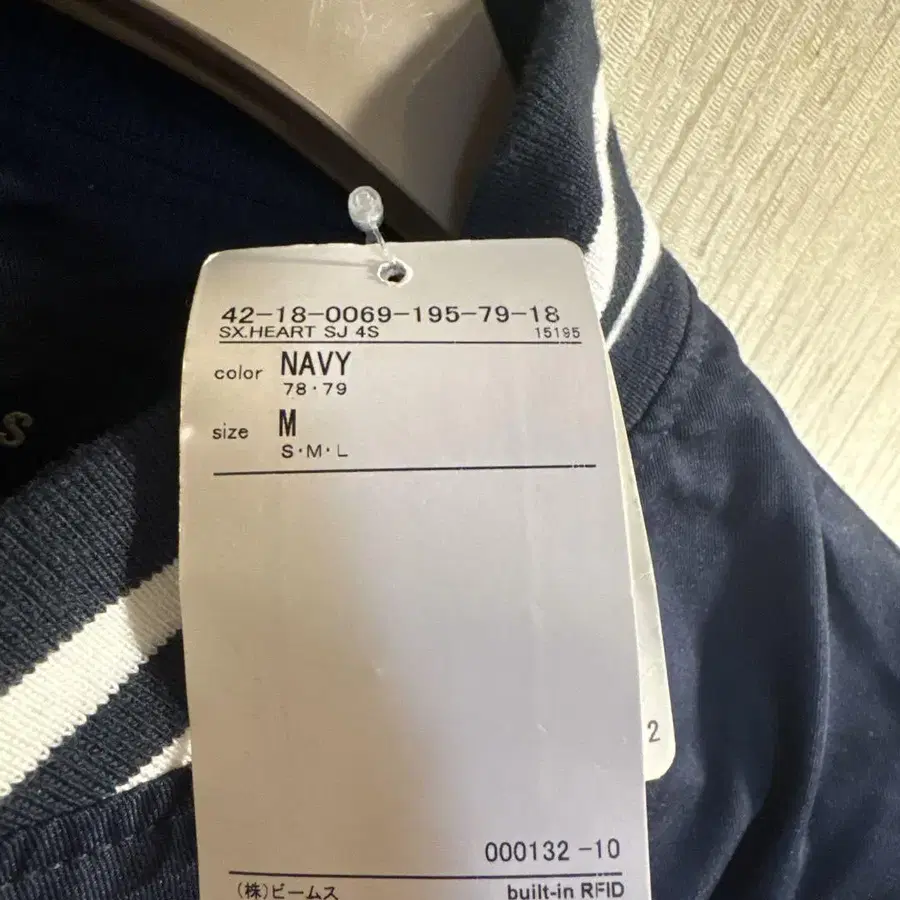 42-18-0069-195-79-18
SX.HEART SJ 4S 15195
color NAVY
78・79
size M
S・M・L
000132 -10
(株)ビームス built-in RFID
2
S